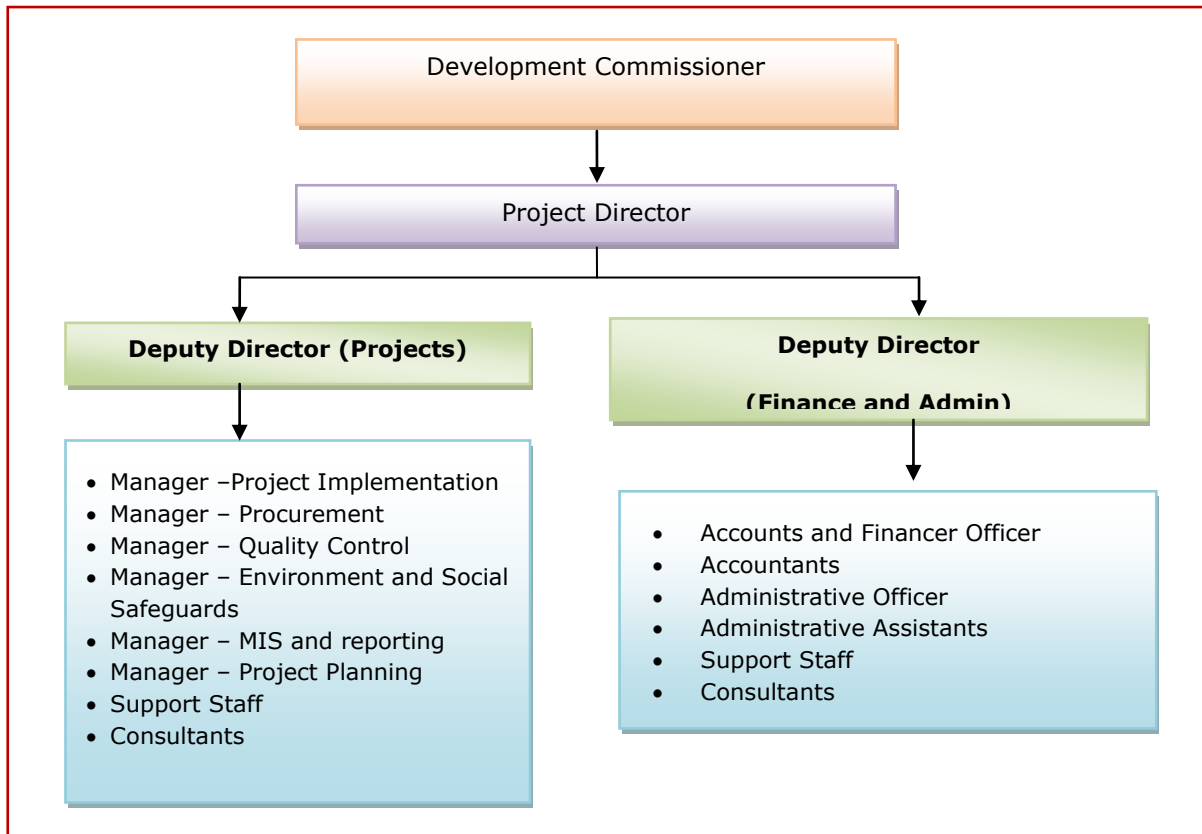 Development Commissioner
Project Director
Deputy Director (Projects)
Deputy Director
(Finance and Admin)
• Manager –Project Implementation
• Manager – Procurement
• Manager – Quality Control
• Manager – Environment and Social
Safeguards
• Manager – MIS and reporting
• Manager – Project Planning
• Support Staff
• Consultants
• Accounts and Financer Officer
• Accountants
• Administrative Officer
• Administrative Assistants
• Support Staff
• Consultants